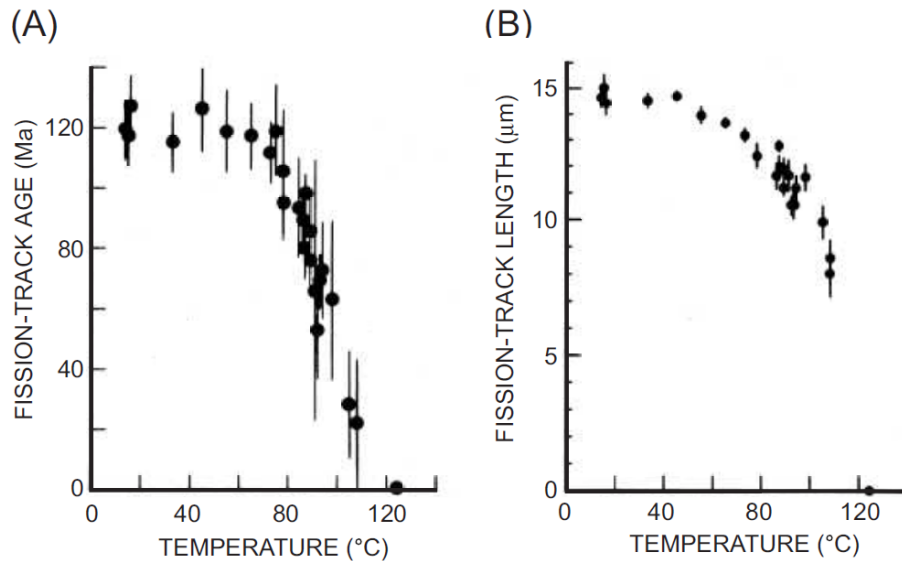 (A)
FISSION-TRACK AGE (Ma)
120
80
40
0
0 40 80 120
TEMPERATURE (°C)
(B)
FISSION-TRACK LENGTH (μm)
15
10
5
0
0 40 80 120
TEMPERATURE (°C)